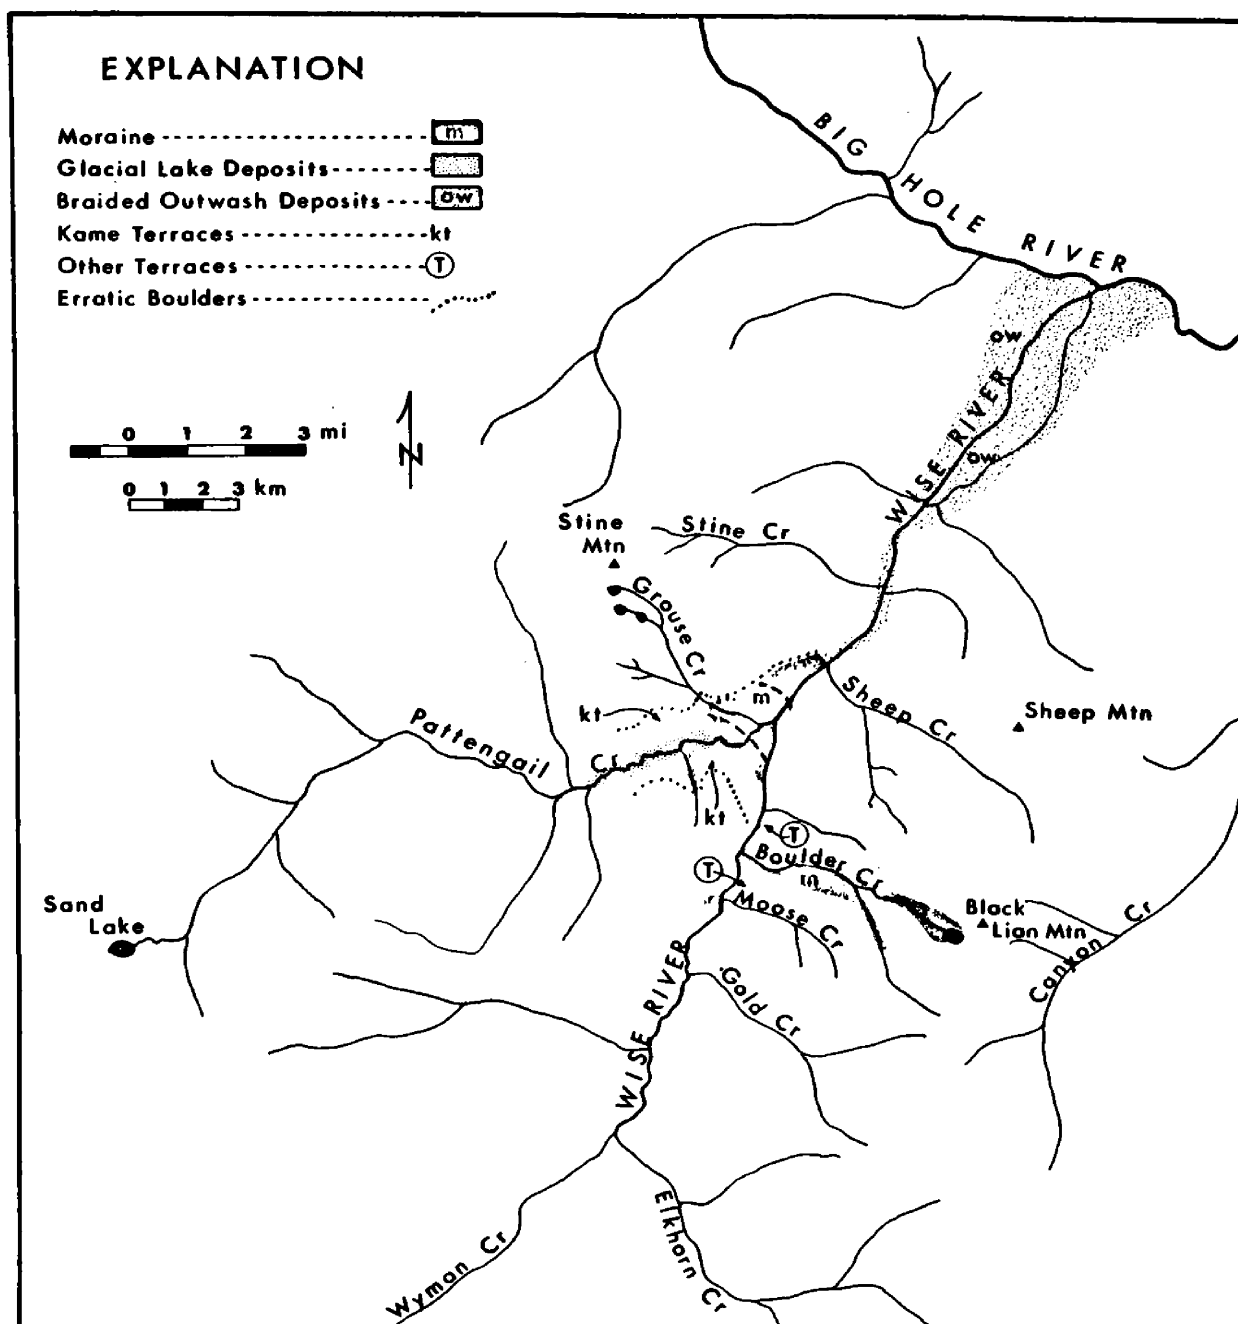 EXPLANATION
Moraine m
Glacial Lake Deposits
Braided Outwash Deposits ow
Kame Terraces kt
Other Terraces T
Erratic Boulders
0 1 2 3 mi
0 1 2 3 km
N
BIG HOLE RIVER
ow
WISE RIVER
ow
Stine
Mtn
Stine Cr
Grouse Cr
m
kt
Sheep Cr
Sheep Mtn
Pattengail Cr
kt
T
Boulder Cr
T
Moose Cr
Sand
Lake
Black
Lian Mtn
Canyon Cr
Gold Cr
WISE RIVER
Elkhorn Cr
Wyman Cr